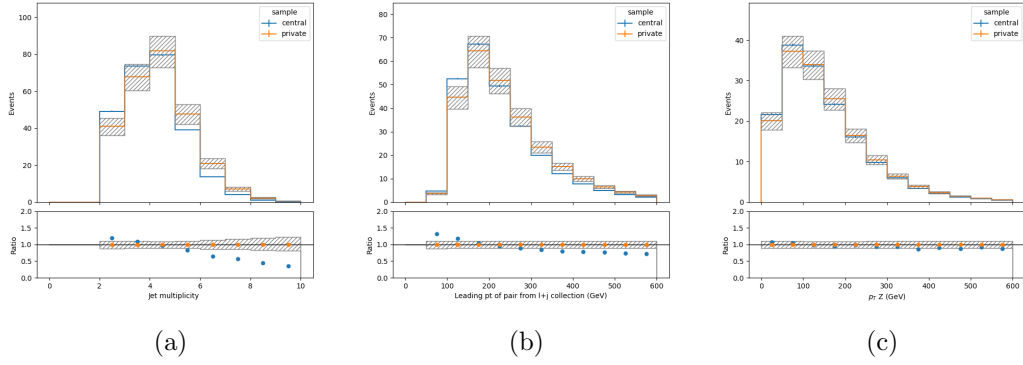 sample
central
private
Events
100
80
60
40
20
0
Ratio
2.0
1.5
1.0
0.5
0.0
0 2 4 6 8 10
Jet multiplicity
(a)
sample
central
private
Events
80
70
60
50
40
30
20
10
0
Ratio
2.0
1.5
1.0
0.5
0.0
0 100 200 300 400 500 600
Leading pt of pair from l+j collection (GeV)
(b)
sample
central
private
Events
40
30
20
10
0
Ratio
2.0
1.5
1.0
0.5
0.0
0 100 200 300 400 500 600
pT Z (GeV)
(c)